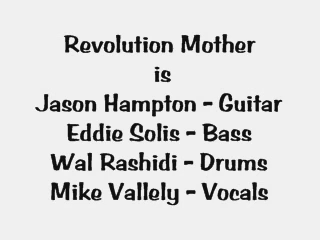 Revolution Mother
is
Jason Hampton - Guitar
Eddie Solis - Bass
Wal Rashidi - Drums
Mike Vallely - Vocals